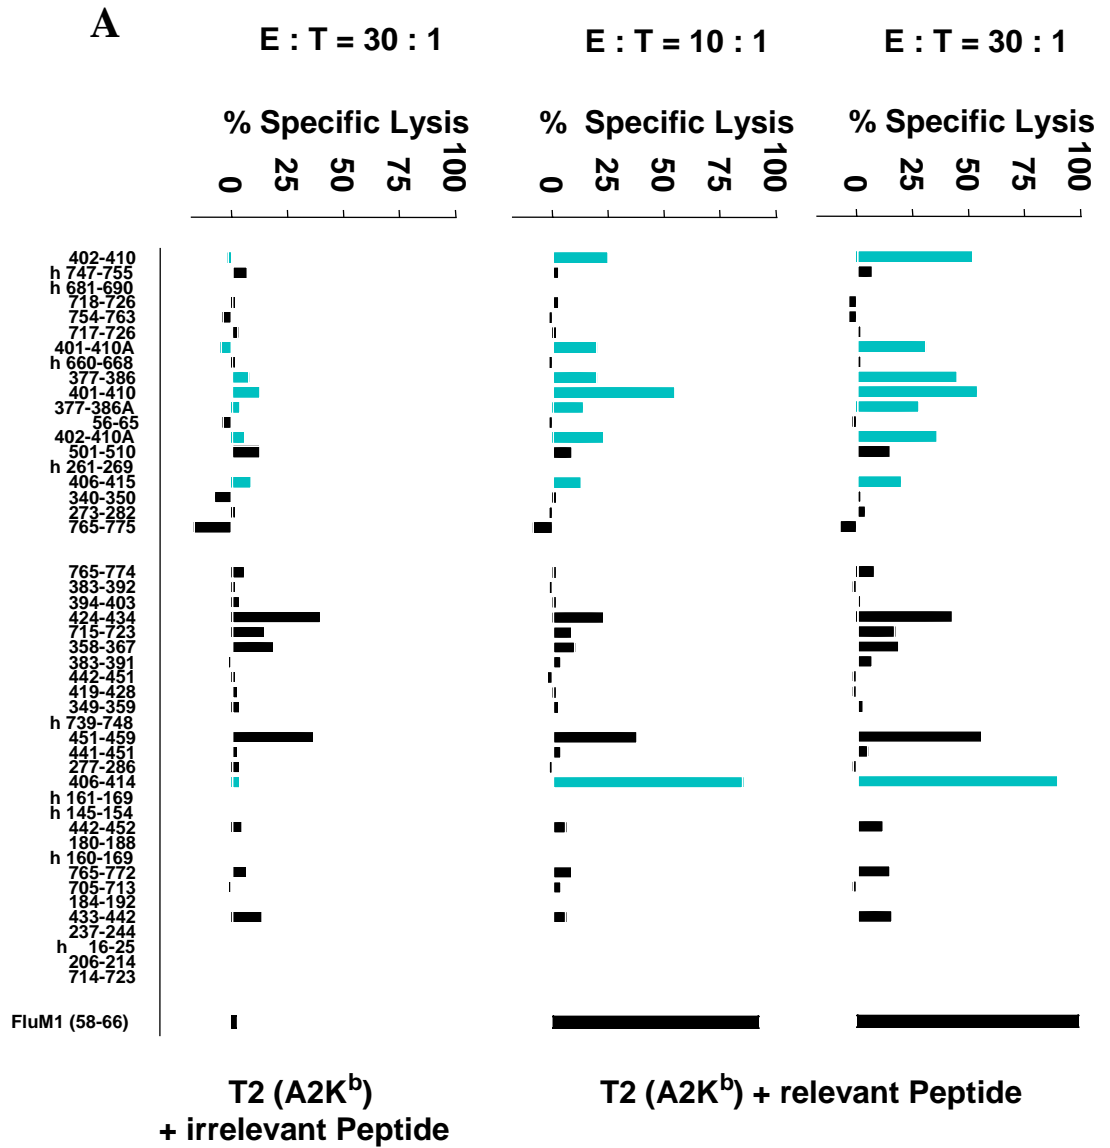 A
E : T = 30 : 1
E : T = 10 : 1
E : T = 30 : 1
% Specific Lysis
% Specific Lysis
% Specific Lysis
0 25 50 75 100
0 25 50 75 100
0 25 50 75 100
402-410
h 747-755
h 681-690
718-726
754-763
717-726
401-410A
h 660-668
377-386
401-410
377-386A
56-65
402-410A
501-510
h 261-269
406-415
340-350
273-282
765-775
765-774
383-392
394-403
424-434
715-723
358-367
383-391
442-451
419-428
349-359
h 739-748
451-459
441-451
277-286
406-414
h 161-169
h 145-154
442-452
180-188
h 160-169
765-772
705-713
184-192
433-442
237-244
h 16-25
206-214
714-723
FluM1 (58-66)
T2 (A2Kᵇ)
+ irrelevant Peptide
T2 (A2Kᵇ) + relevant Peptide